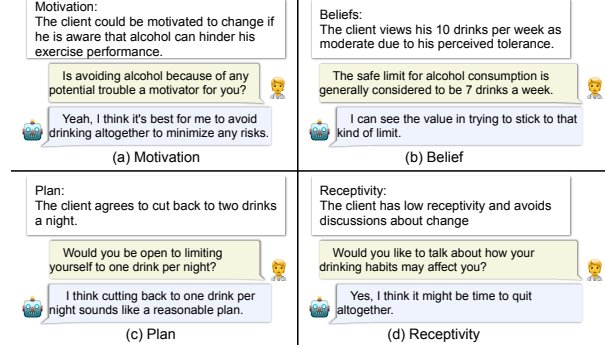 Motivation:
The client could be motivated to change if
he is aware that alcohol can hinder his
exercise performance.
Is avoiding alcohol because of any
potential trouble a motivator for you?
Yeah, I think it's best for me to avoid
drinking altogether to minimize any risks.
(a) Motivation
Beliefs:
The client views his 10 drinks per week as
moderate due to his perceived tolerance.
The safe limit for alcohol consumption is
generally considered to be 7 drinks a week.
I can see the value in trying to stick to that
kind of limit.
(b) Belief
Plan:
The client agrees to cut back to two drinks
a night.
Would you be open to limiting
yourself to one drink per night?
I think cutting back to one drink per
night sounds like a reasonable plan.
(c) Plan
Receptivity:
The client has low receptivity and avoids
discussions about change
Would you like to talk about how your
drinking habits may affect you?
Yes, I think it might be time to quit
altogether.
(d) Receptivity